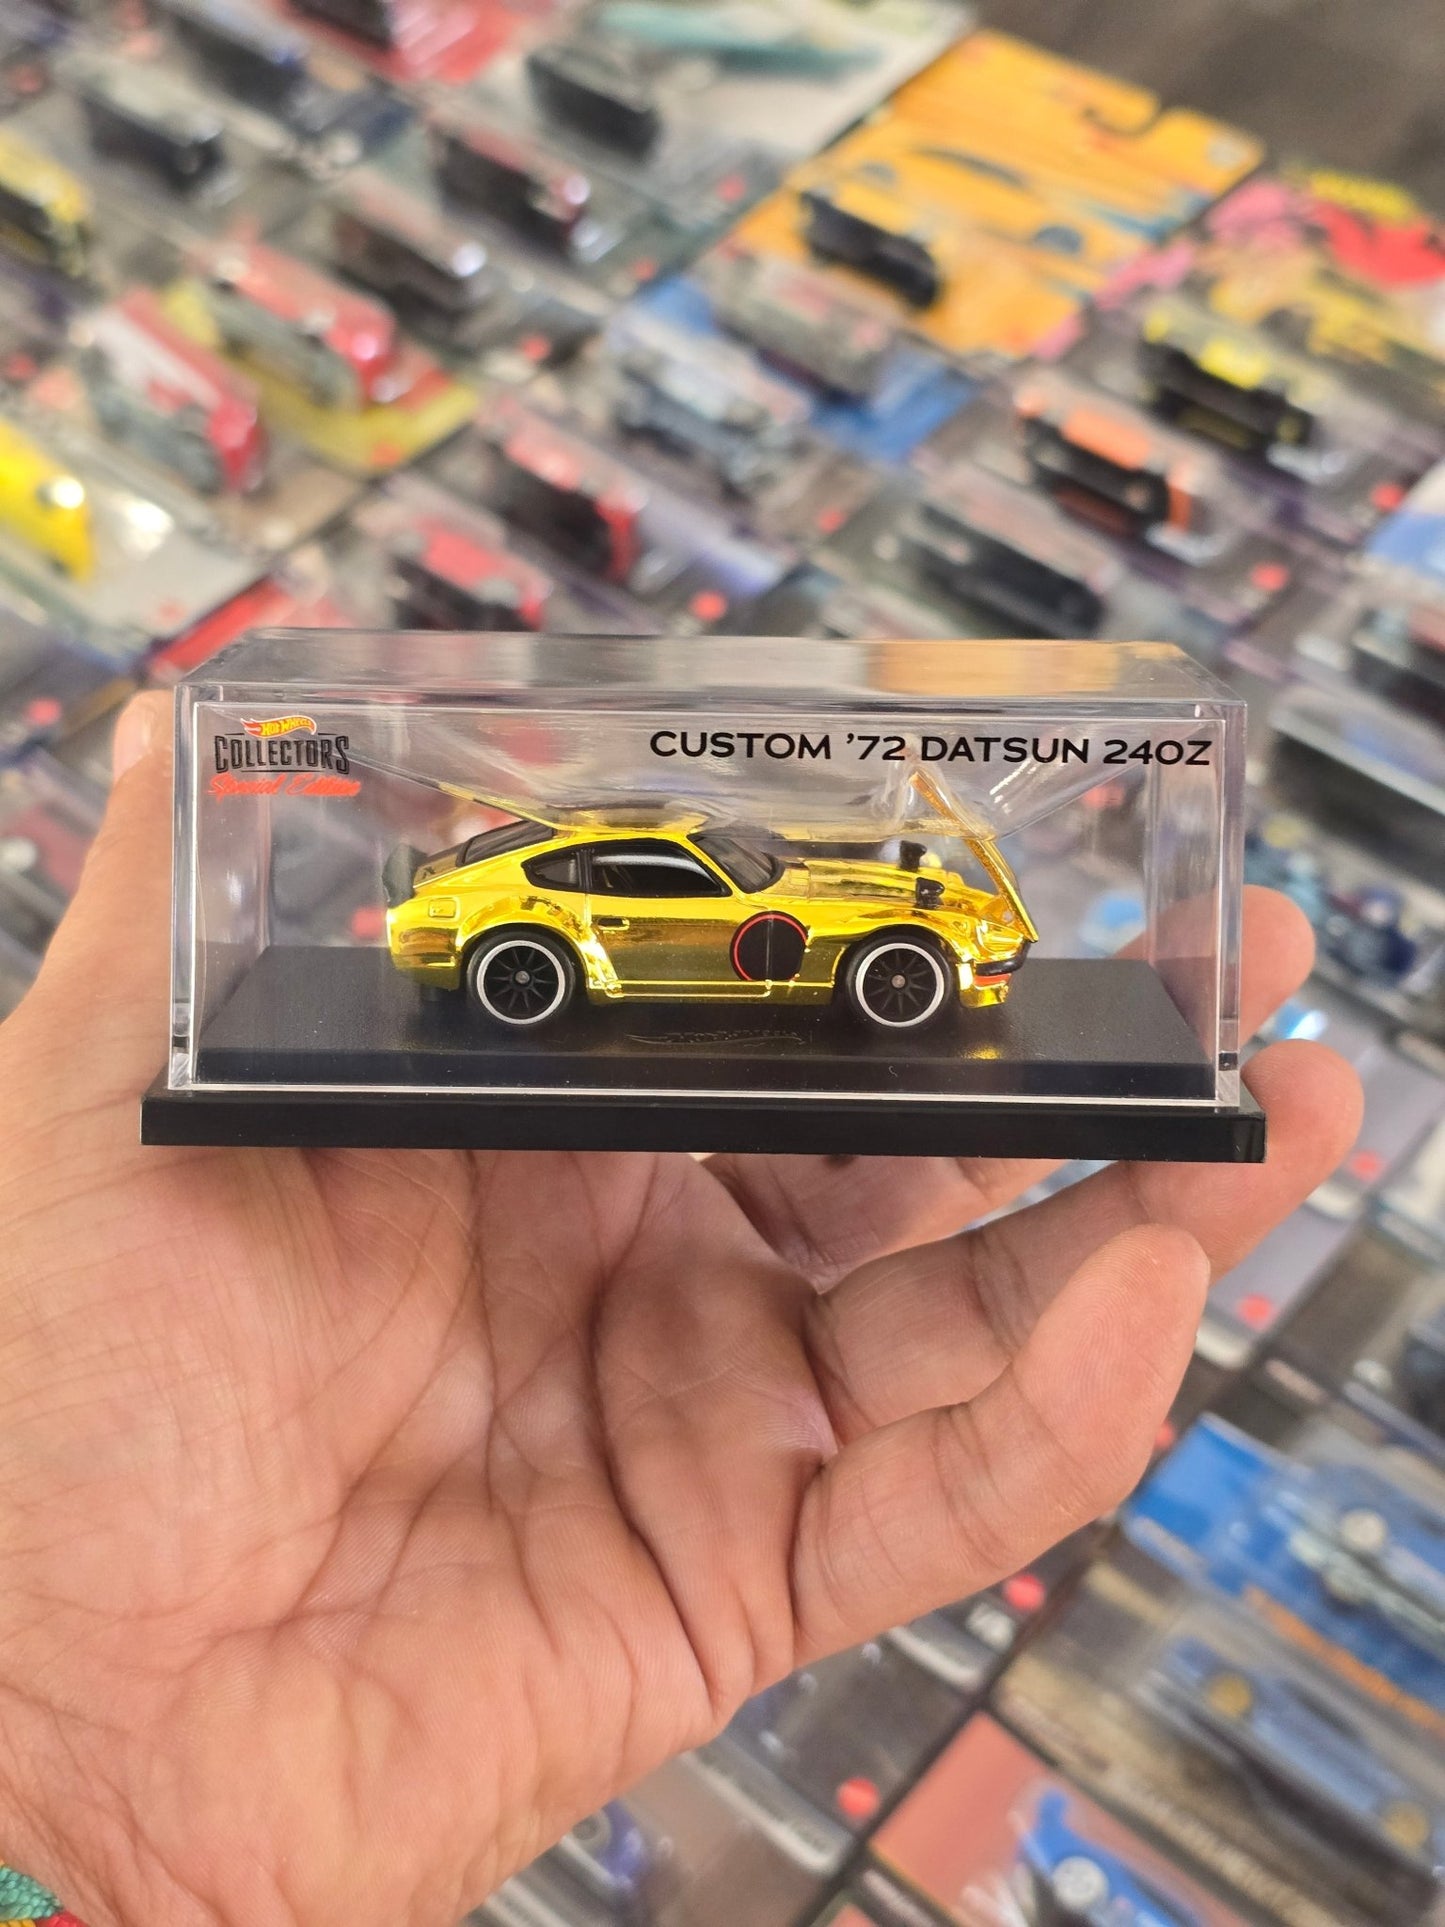 Hot Wheels
COLLECTORS
Special Edition
CUSTOM '72 DATSUN 240Z